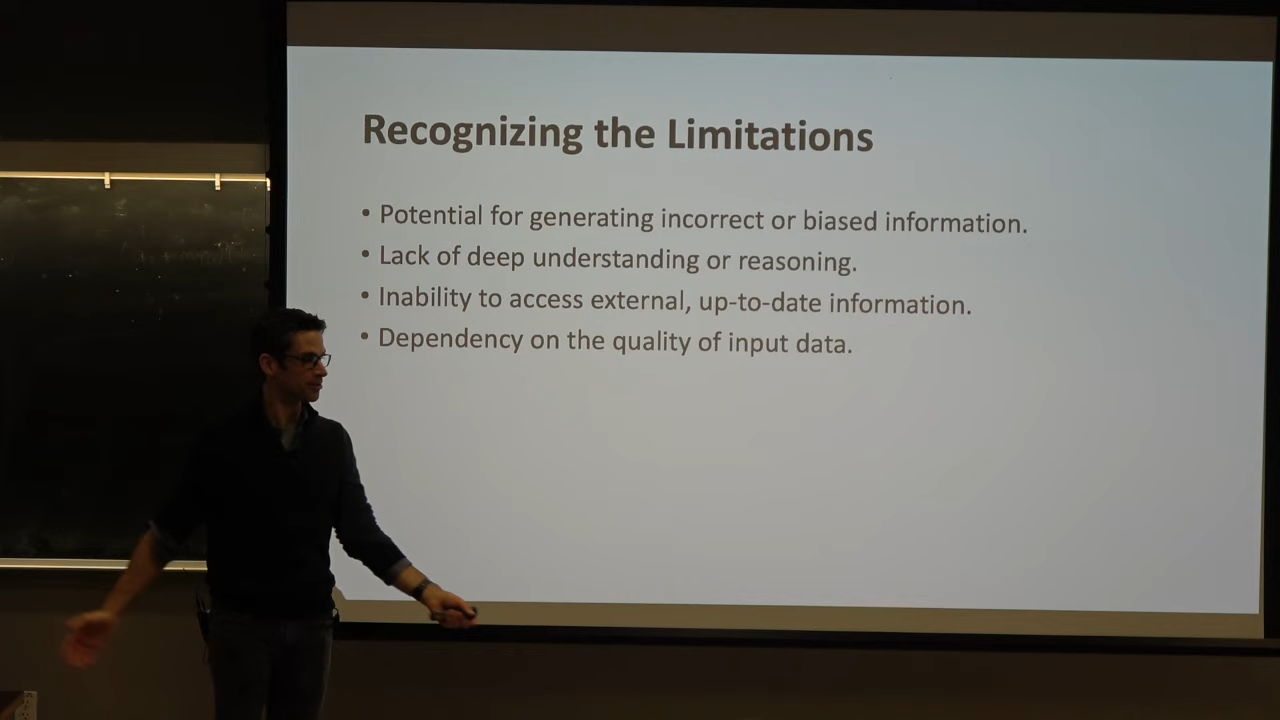 Recognizing the Limitations
• Potential for generating incorrect or biased information.
• Lack of deep understanding or reasoning.
• Inability to access external, up-to-date information.
• Dependency on the quality of input data.